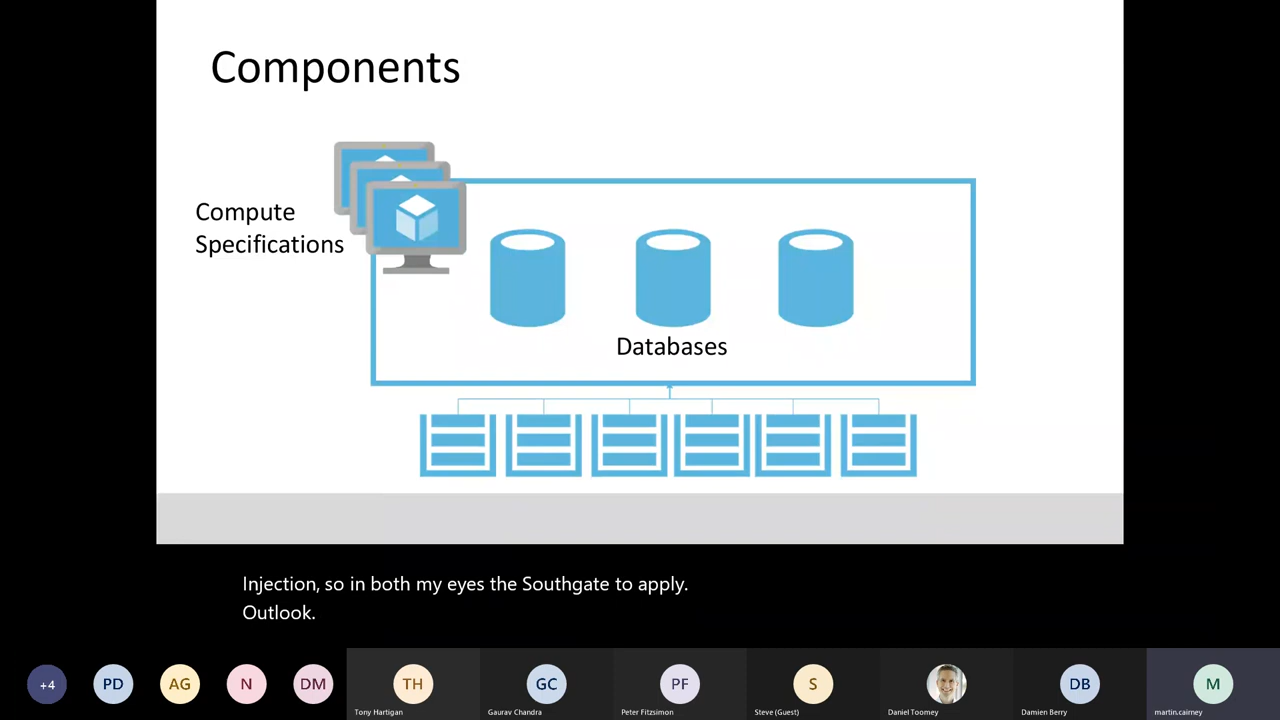 Components
Compute
Specifications
Databases
Injection, so in both my eyes the Southgate to apply.
Outlook.
+4
PD
AG
N
DM
TH
GC
PF
S
DB
M
Tony Hartigan
Gaurav Chandra
Peter Fitzsimon
Steve (Guest)
Daniel Toomey
Damien Berry
martin.cairney